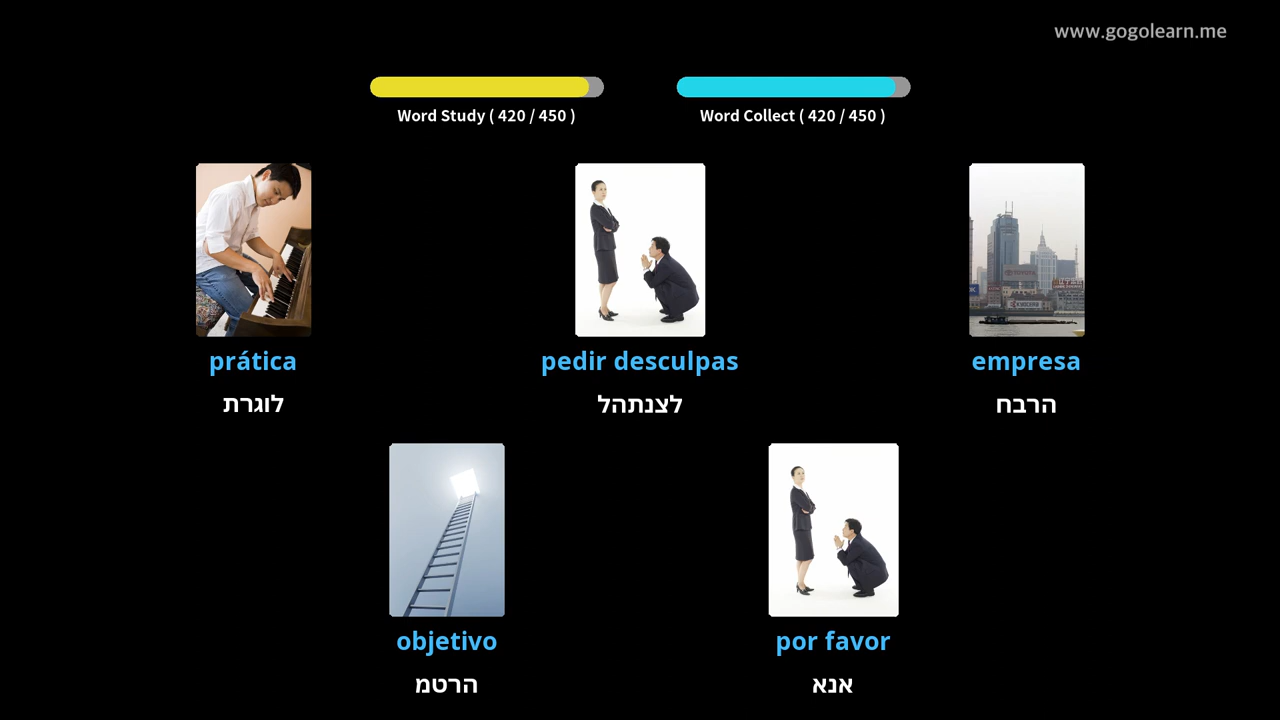 www.gogolearn.me
Word Study ( 420 / 450 )
Word Collect ( 420 / 450 )
prática
לוגרת
pedir desculpas
לצנתהל
empresa
הרבח
objetivo
הרטמ
por favor
אנא